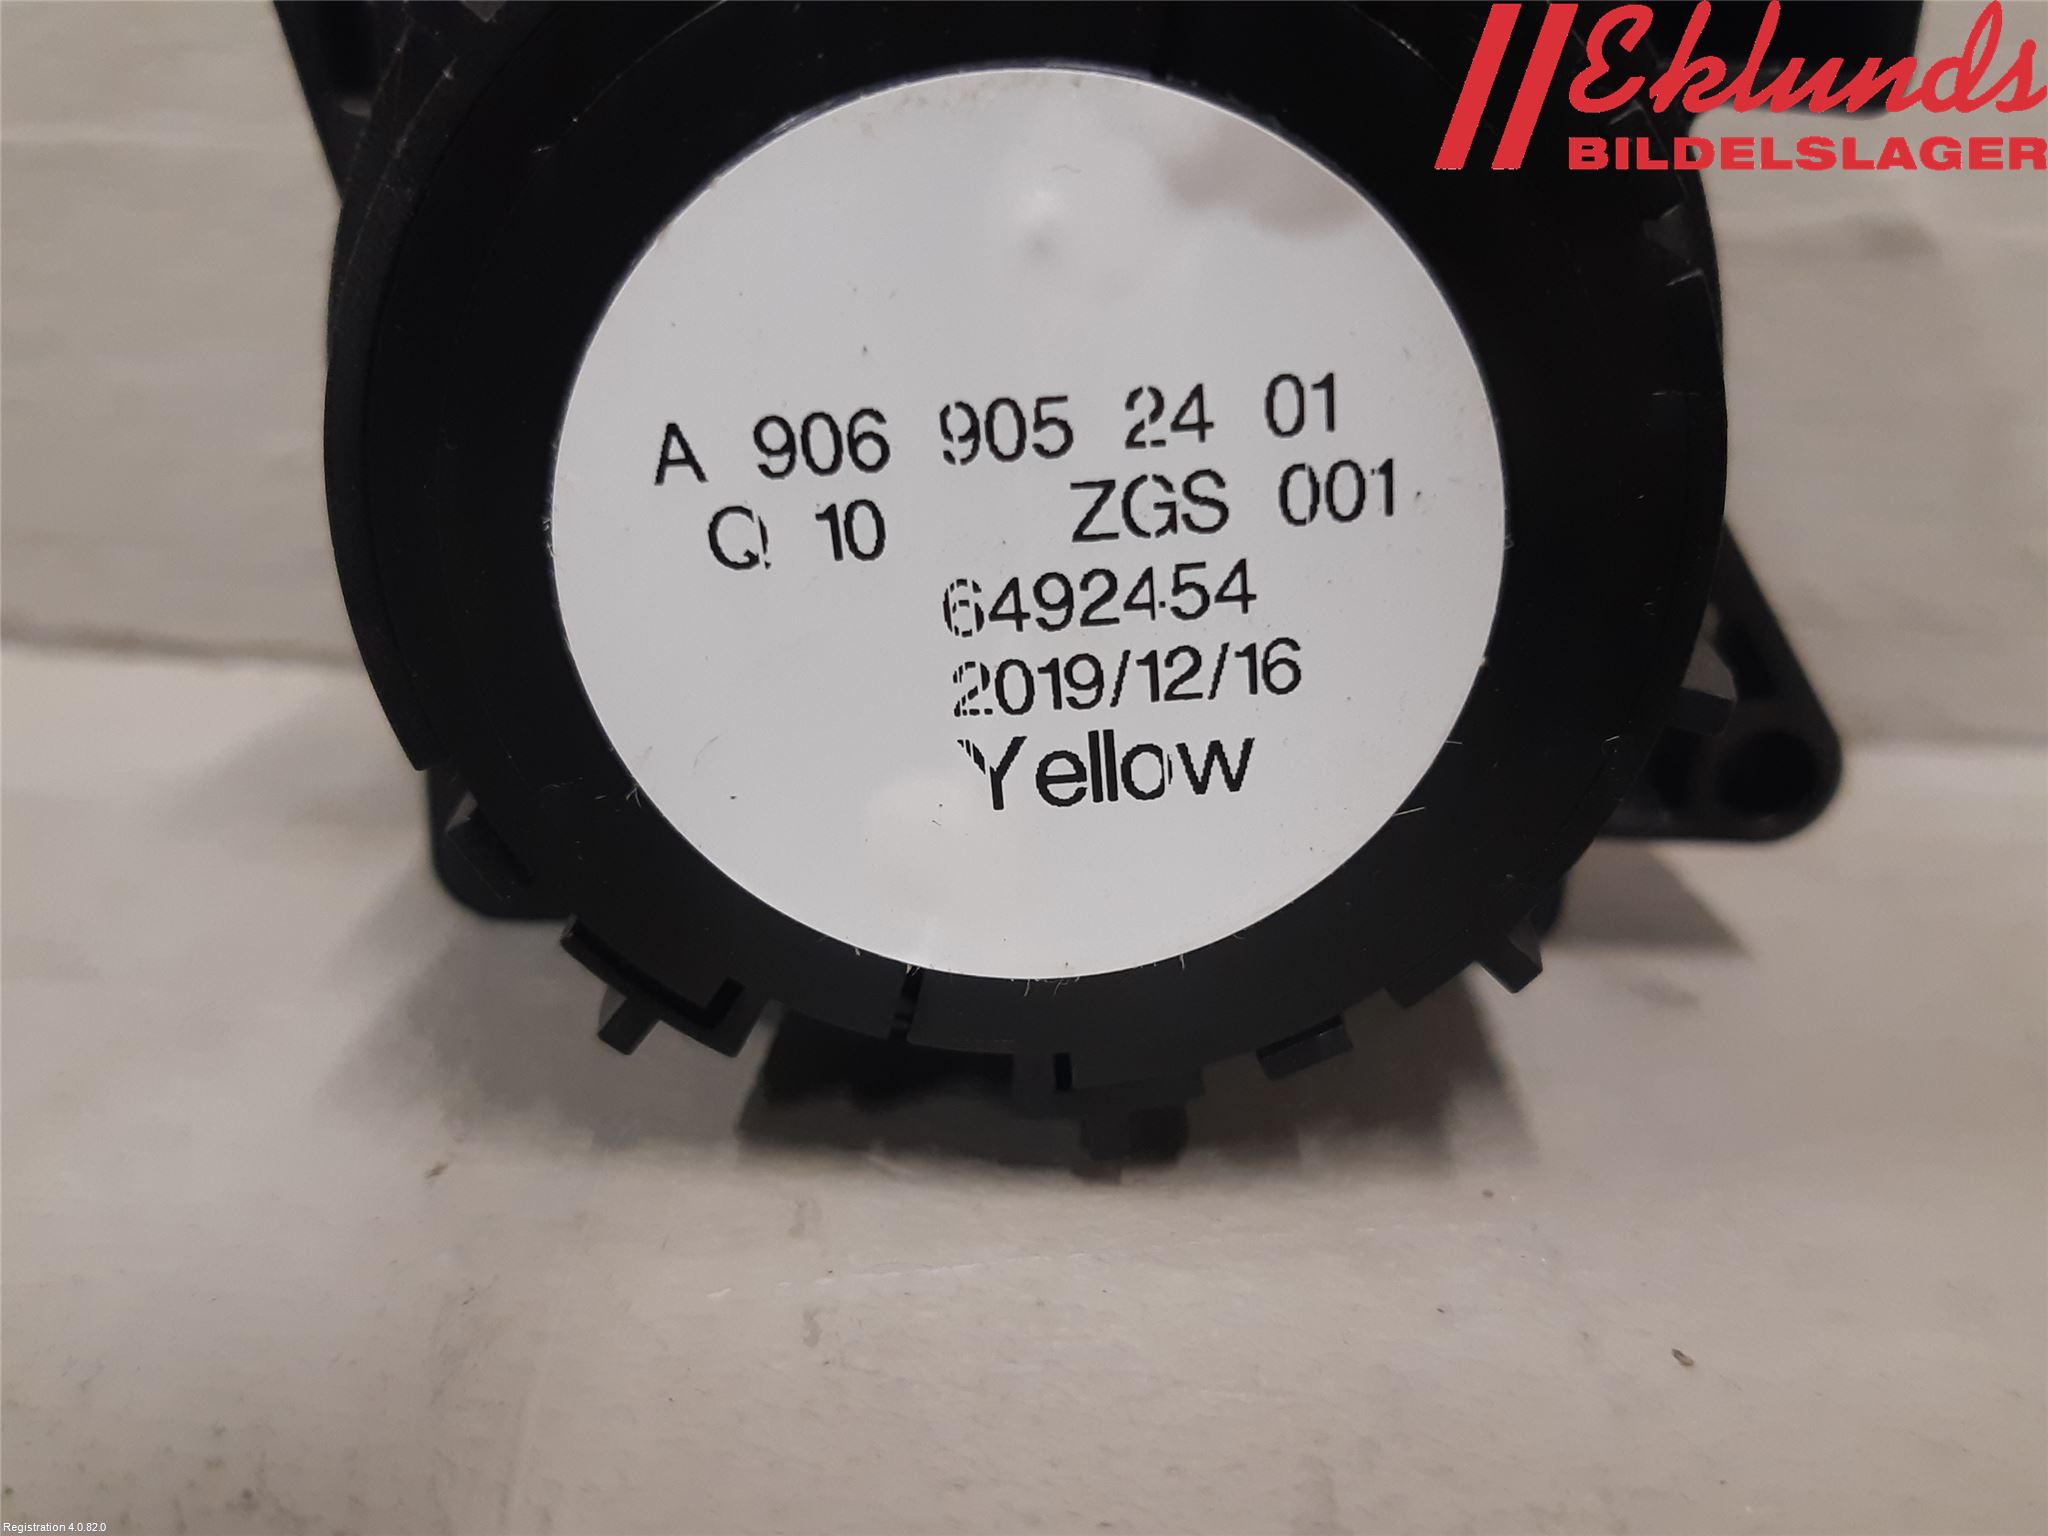 Eklunds
BILDELSLAGER
A 906 905 24 01
Q 10 ZGS 001
6492454
2019/12/16
Yellow
Registration 4.0.82.0